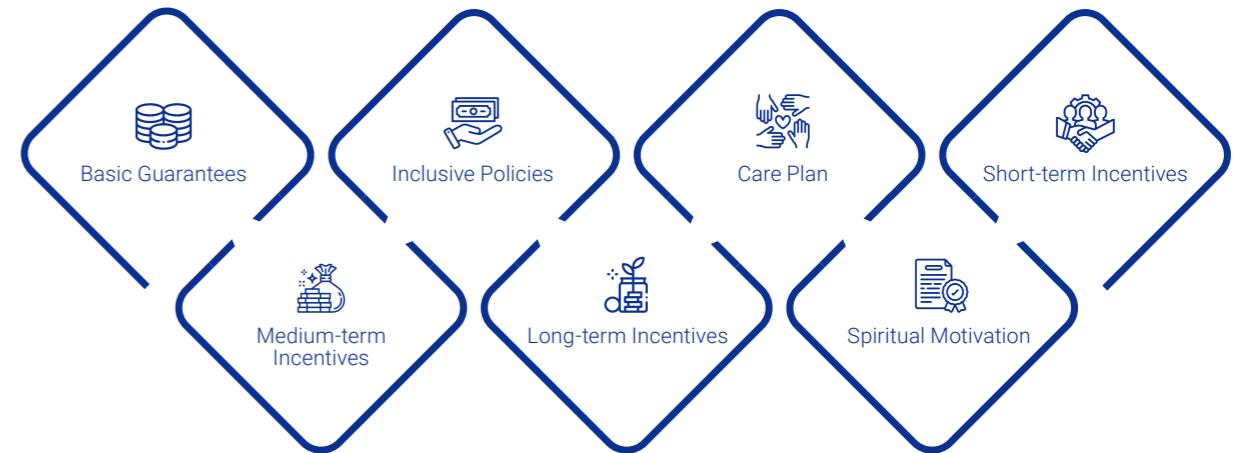 Basic Guarantees
Inclusive Policies
Care Plan
Short-term Incentives
Medium-term
Incentives
Long-term Incentives
Spiritual Motivation